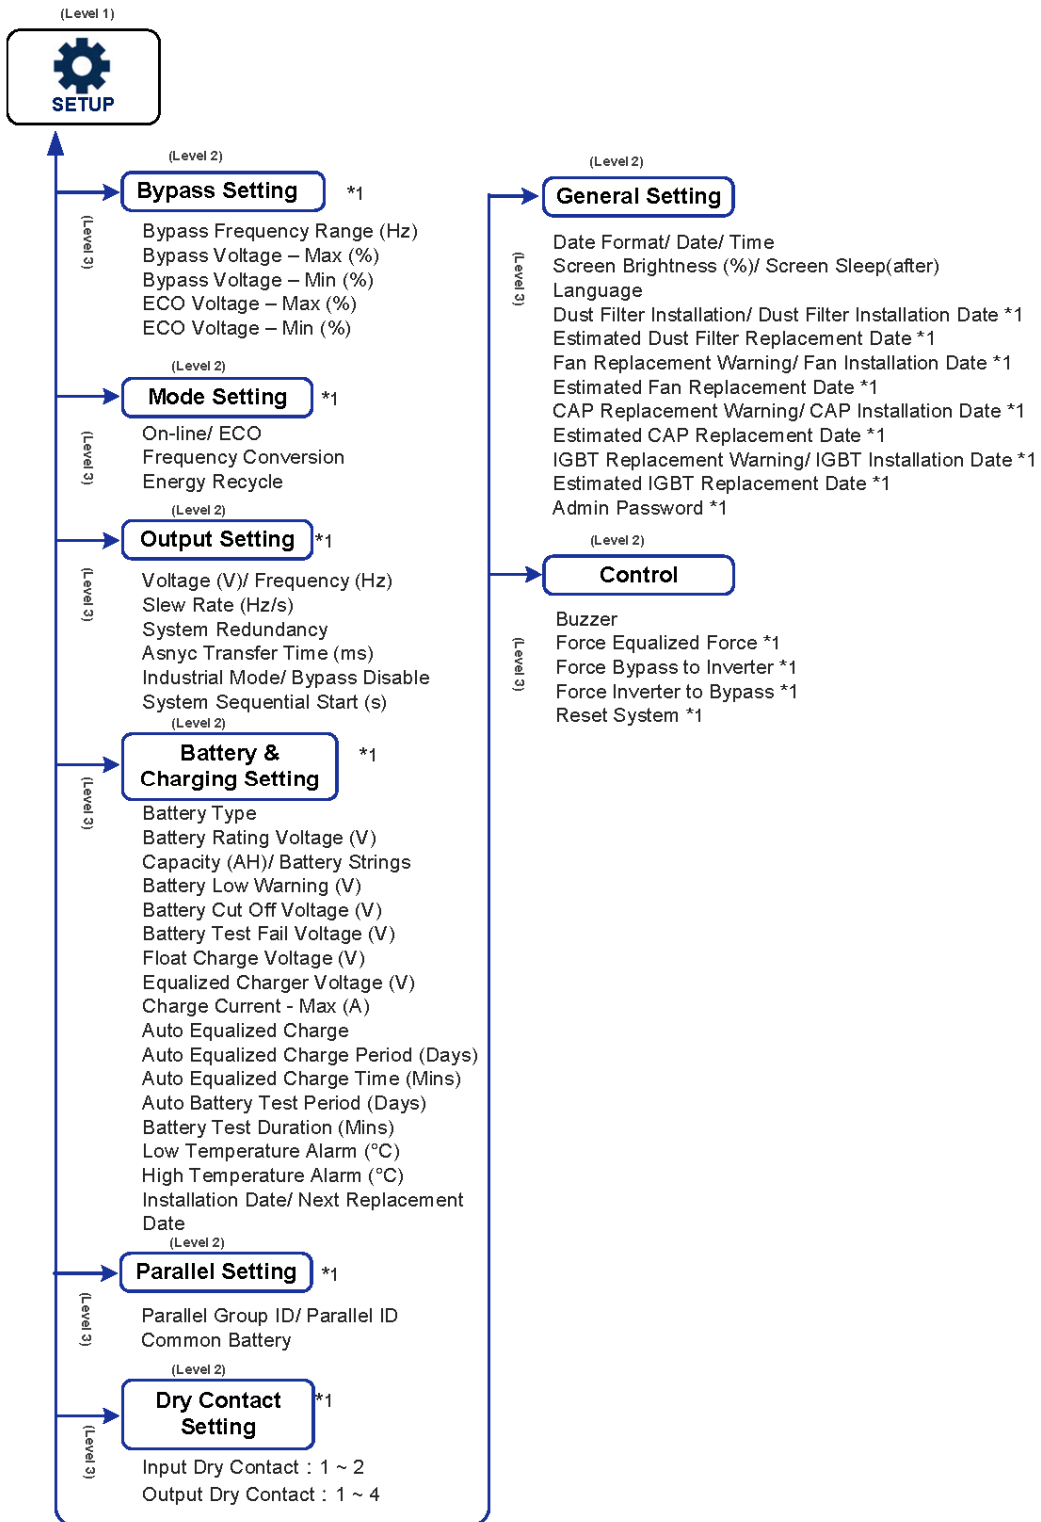 (Level 1)
SETUP
(Level 2)
Bypass Setting *1
(Level 3)
Bypass Frequency Range (Hz)
Bypass Voltage – Max (%)
Bypass Voltage – Min (%)
ECO Voltage – Max (%)
ECO Voltage – Min (%)
(Level 2)
Mode Setting *1
(Level 3)
On-line/ ECO
Frequency Conversion
Energy Recycle
(Level 2)
Output Setting *1
(Level 3)
Voltage (V)/ Frequency (Hz)
Slew Rate (Hz/s)
System Redundancy
Asnyc Transfer Time (ms)
Industrial Mode/ Bypass Disable
System Sequential Start (s)
(Level 2)
Battery & *1
Charging Setting
(Level 3)
Battery Type
Battery Rating Voltage (V)
Capacity (AH)/ Battery Strings
Battery Low Warning (V)
Battery Cut Off Voltage (V)
Battery Test Fail Voltage (V)
Float Charge Voltage (V)
Equalized Charger Voltage (V)
Charge Current - Max (A)
Auto Equalized Charge
Auto Equalized Charge Period (Days)
Auto Equalized Charge Time (Mins)
Auto Battery Test Period (Days)
Battery Test Duration (Mins)
Low Temperature Alarm (°C)
High Temperature Alarm (°C)
Installation Date/ Next Replacement
Date
(Level 2)
Parallel Setting *1
(Level 3)
Parallel Group ID/ Parallel ID
Common Battery
(Level 2)
Dry Contact *1
Setting
(Level 3)
Input Dry Contact : 1 ~ 2
Output Dry Contact : 1 ~ 4
(Level 2)
General Setting
(Level 3)
Date Format/ Date/ Time
Screen Brightness (%)/ Screen Sleep(after)
Language
Dust Filter Installation/ Dust Filter Installation Date *1
Estimated Dust Filter Replacement Date *1
Fan Replacement Warning/ Fan Installation Date *1
Estimated Fan Replacement Date *1
CAP Replacement Warning/ CAP Installation Date *1
Estimated CAP Replacement Date *1
IGBT Replacement Warning/ IGBT Installation Date *1
Estimated IGBT Replacement Date *1
Admin Password *1
(Level 2)
Control
(Level 3)
Buzzer
Force Equalized Force *1
Force Bypass to Inverter *1
Force Inverter to Bypass *1
Reset System *1